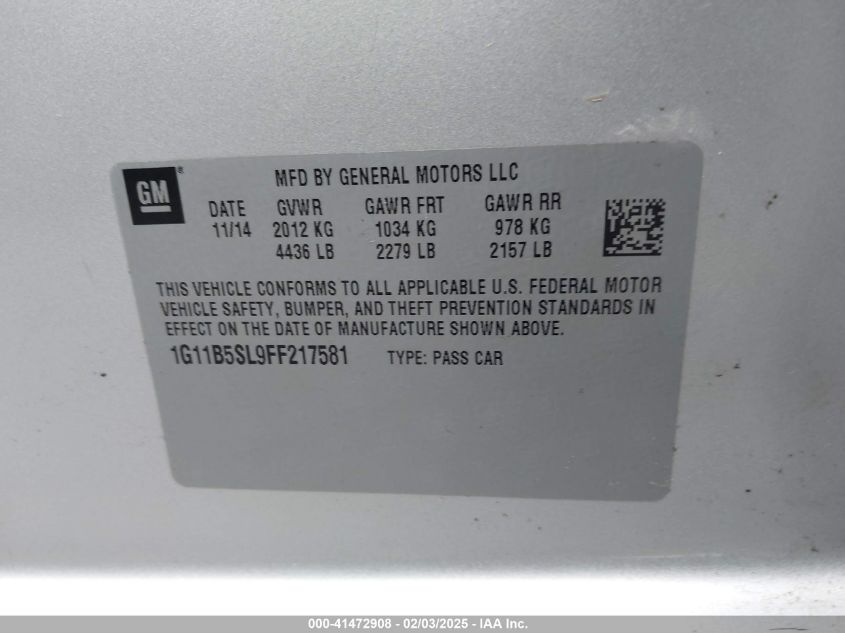 GM®
MFD BY GENERAL MOTORS LLC
DATE GVWR GAWR FRT GAWR RR
11/14 2012 KG 1034 KG 978 KG
4436 LB 2279 LB 2157 LB
THIS VEHICLE CONFORMS TO ALL APPLICABLE U.S. FEDERAL MOTOR
VEHICLE SAFETY, BUMPER, AND THEFT PREVENTION STANDARDS IN
EFFECT ON THE DATE OF MANUFACTURE SHOWN ABOVE.
1G11B5SL9FF217581 TYPE: PASS CAR
000-41472908 - 02/03/2025 - IAA Inc.